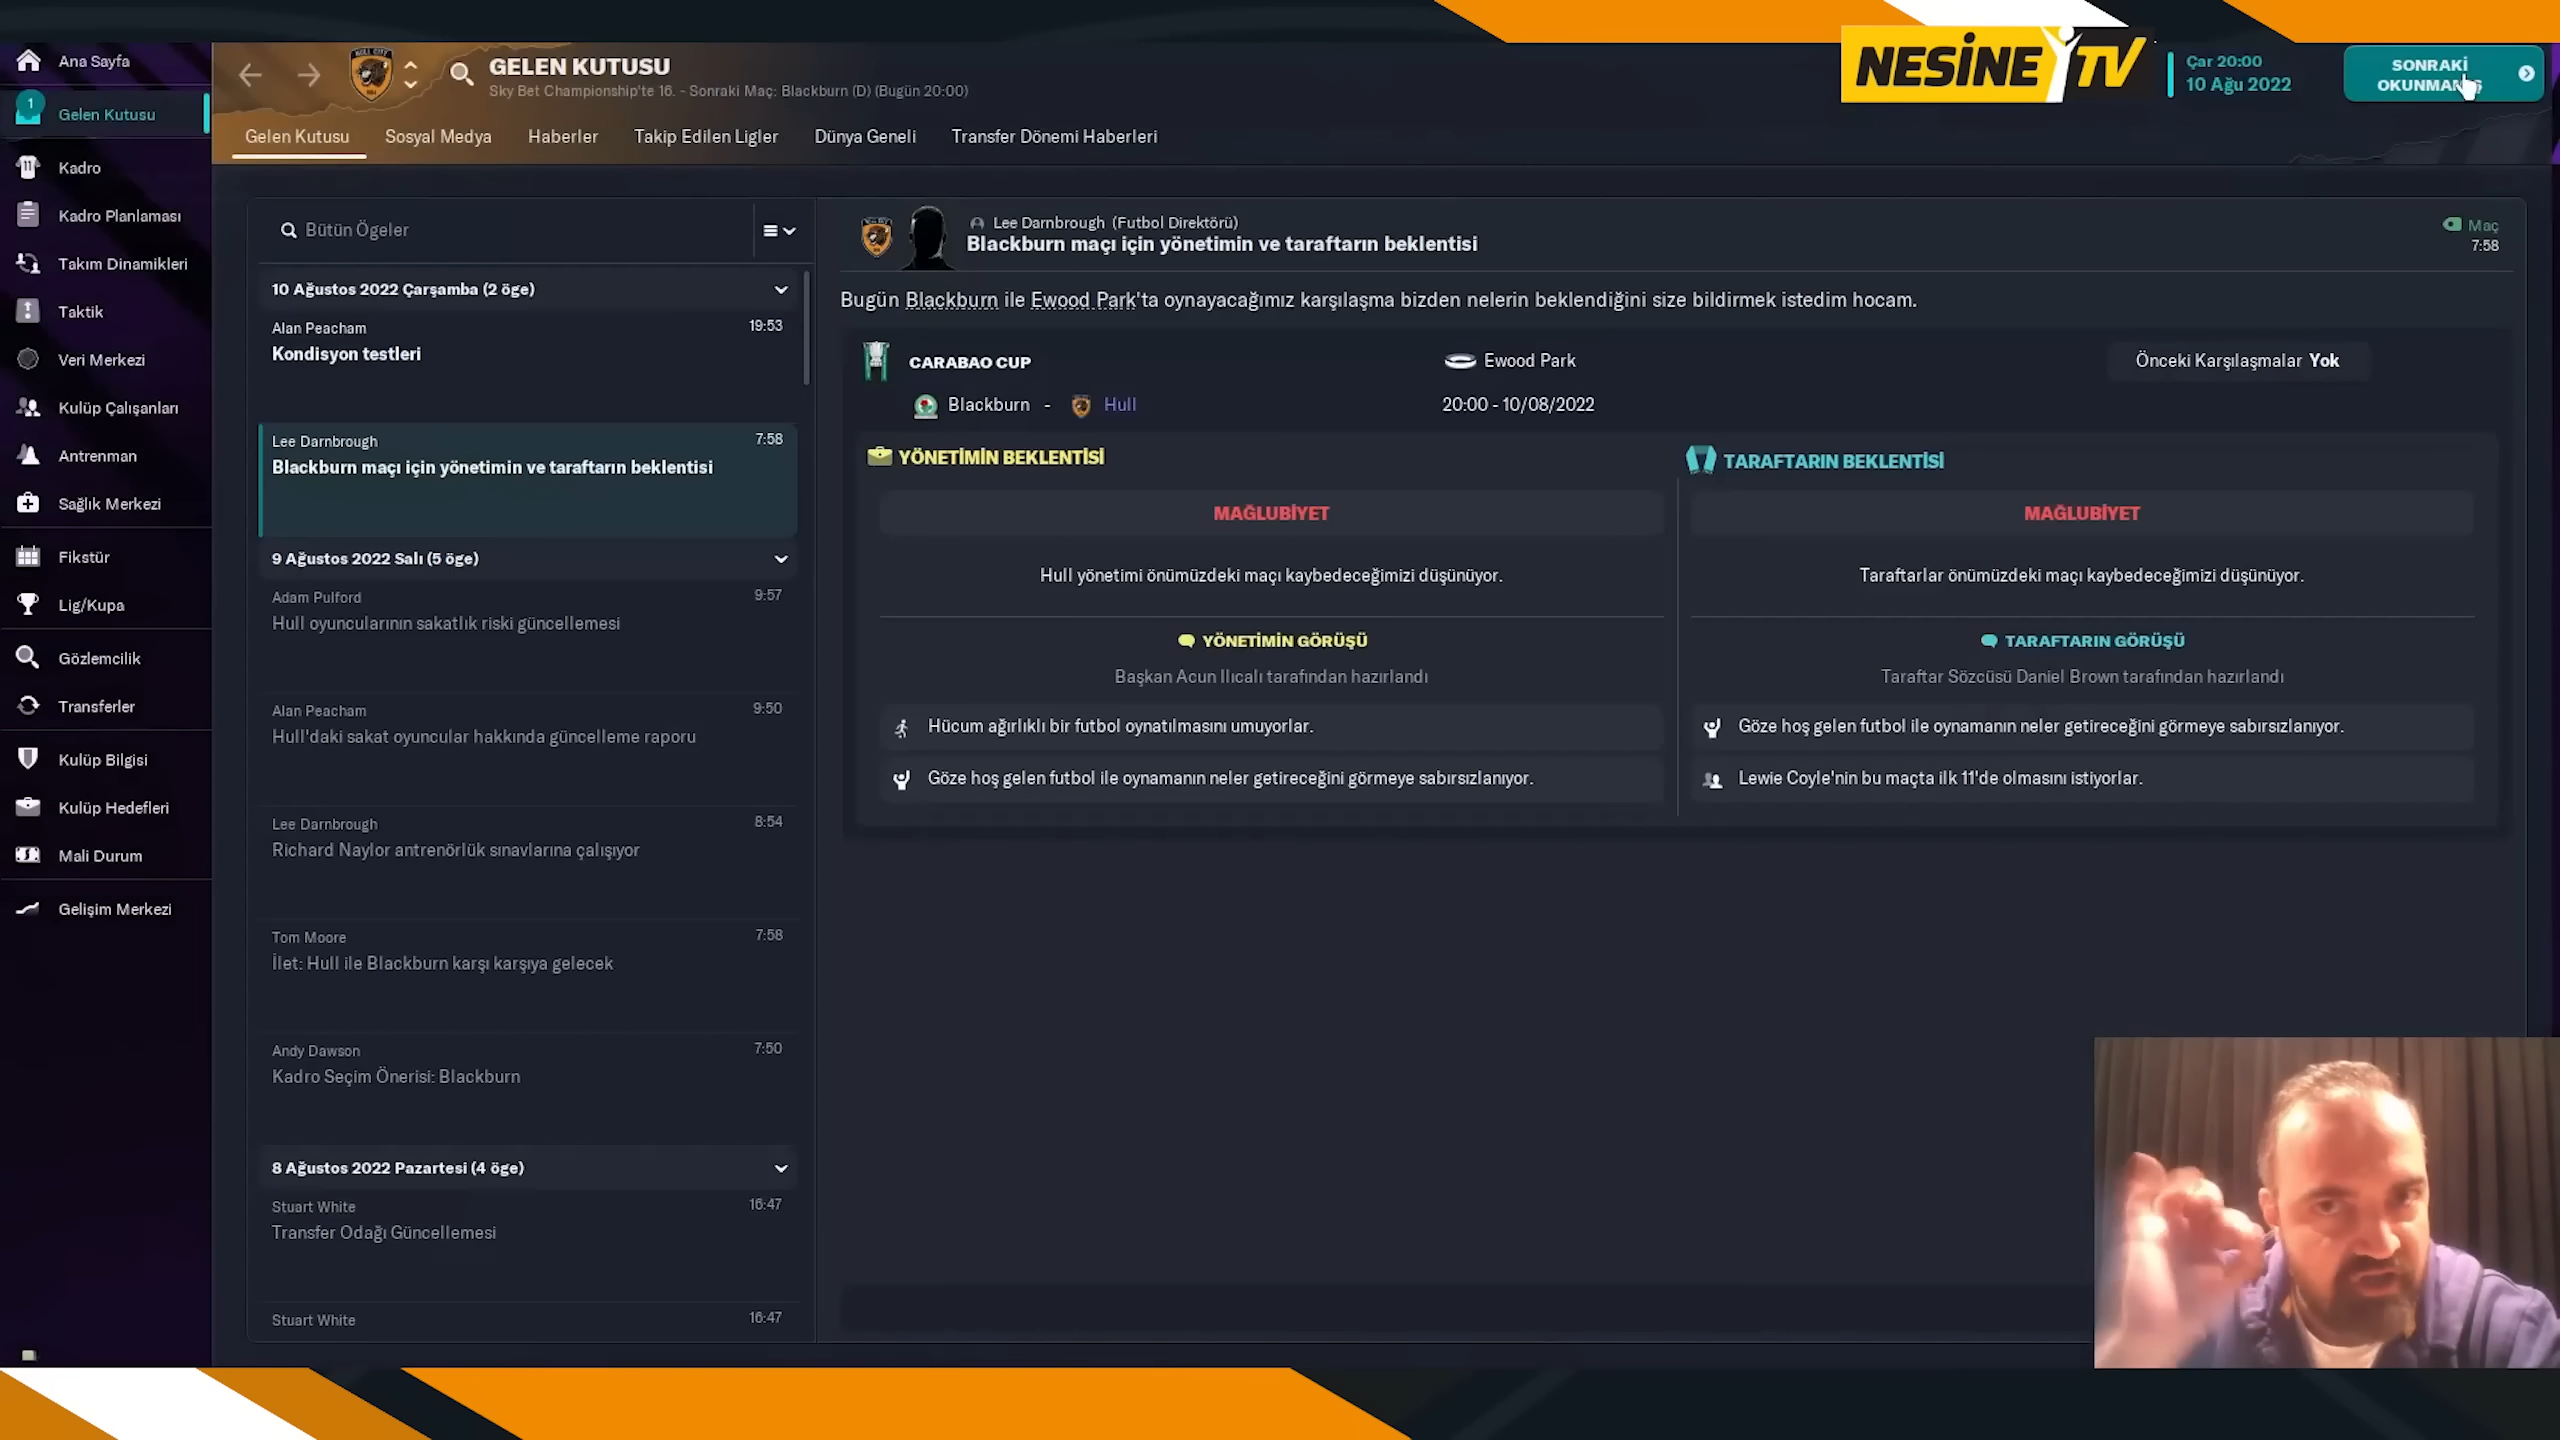 NESİNE TV
Çar 20:00
10 Ağu 2022
SONRAKİ
Ana Sayfa
1
Gelen Kutusu
Kadro
Kadro Planlaması
Takım Dinamikleri
Taktik
Veri Merkezi
Kulüp Çalışanları
Antrenman
Sağlık Merkezi
Fikstür
Lig/Kupa
Gözlemcilik
Transferler
Kulüp Bilgisi
Kulüp Hedefleri
Mali Durum
Gelişim Merkezi
GELEN KUTUSU
Sky Bet Championship'te 16. - Sonraki Maç: Blackburn (D) (Bugün 20:00)
Gelen Kutusu Sosyal Medya Haberler Takip Edilen Ligler Dünya Geneli Transfer Dönemi Haberleri
Bütün Ögeler
10 Ağustos 2022 Çarşamba (2 öge)
Alan Peacham 19:53
Kondisyon testleri
Lee Darnbrough 7:58
Blackburn maçı için yönetimin ve taraftarın beklentisi
9 Ağustos 2022 Salı (5 öge)
Adam Pulford 9:57
Hull oyuncularının sakatlık riski güncellemesi
Alan Peacham 9:50
Hull'daki sakat oyuncular hakkında güncelleme raporu
Lee Darnbrough 8:54
Richard Naylor antrenörlük sınavlarına çalışıyor
Tom Moore 7:58
İlet: Hull ile Blackburn karşı karşıya gelecek
Andy Dawson 7:50
Kadro Seçim Önerisi: Blackburn
8 Ağustos 2022 Pazartesi (4 öge)
Stuart White 16:47
Transfer Odağı Güncellemesi
Stuart White 16:47
Lee Darnbrough (Futbol Direktörü)
Blackburn maçı için yönetimin ve taraftarın beklentisi
Maç
7:58
Bugün Blackburn ile Ewood Park'ta oynayacağımız karşılaşma bizden nelerin beklendiğini size bildirmek istedim hocam.
CARABAO CUP Ewood Park Önceki Karşılaşmalar Yok
Blackburn - Hull 20:00 - 10/08/2022
YÖNETİMİN BEKLENTİSİ
MAĞLUBİYET
Hull yönetimi önümüzdeki maçı kaybedeceğimizi düşünüyor.
YÖNETİMİN GÖRÜŞÜ
Başkan Acun Ilıcalı tarafından hazırlandı
Hücum ağırlıklı bir futbol oynatılmasını umuyorlar.
Göze hoş gelen futbol ile oynamanın neler getireceğini görmeye sabırsızlanıyor.
TARAFTARIN BEKLENTİSİ
MAĞLUBİYET
Taraftarlar önümüzdeki maçı kaybedeceğimizi düşünüyor.
TARAFTARIN GÖRÜŞÜ
Taraftar Sözcüsü Daniel Brown tarafından hazırlandı
Göze hoş gelen futbol ile oynamanın neler getireceğini görmeye sabırsızlanıyor.
Lewie Coyle'nin bu maçta ilk 11'de olmasını istiyorlar.